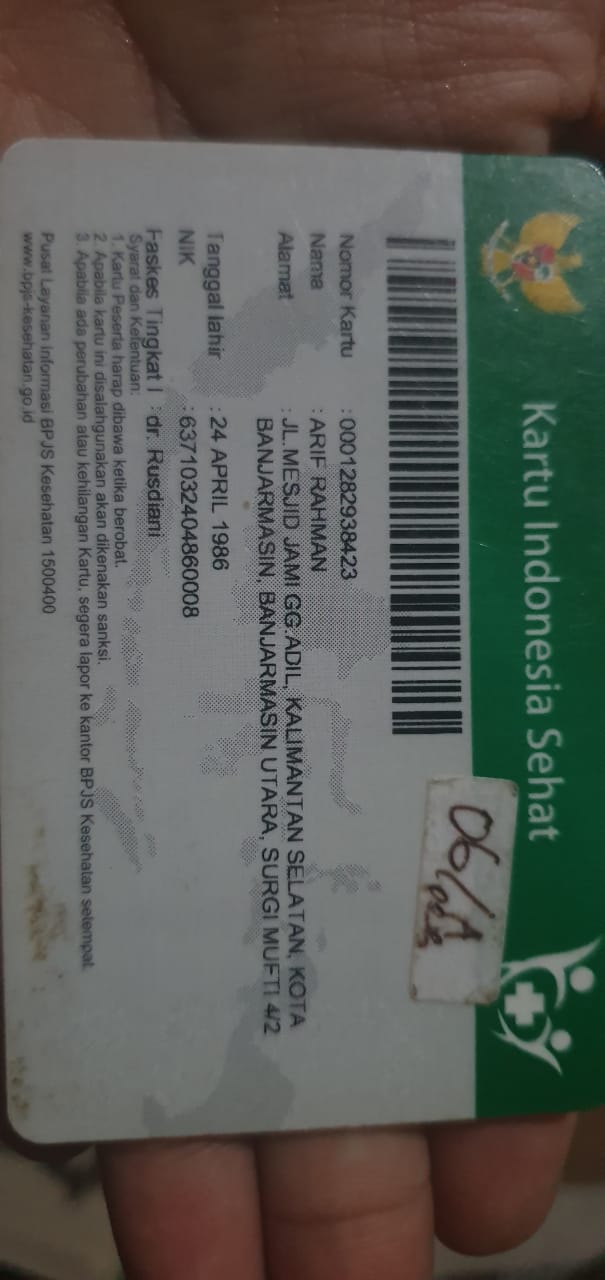 Kartu Indonesia Sehat
06/A
Nomor Kartu : 0001282938423
Nama : ARIF RAHMAN
Alamat : JL. MESJID JAMI GG. ADIL, KALIMANTAN SELATAN, KOTA
BANJARMASIN, BANJARMASIN UTARA, SURGI MUFTI 4/2
Tanggal lahir : 24 APRIL 1986
NIK : 6371032404860008
Faskes Tingkat I : dr. Rusdiani
Syarat dan Ketentuan:
1. Kartu Peserta harap dibawa ketika berobat.
2. Apabila kartu ini disalahgunakan akan dikenakan sanksi.
3. Apabila ada perubahan atau kehilangan Kartu, segera lapor ke kantor BPJS Kesehatan setempat.
Pusat Layanan Informasi BPJS Kesehatan 1500400
www.bpjs-kesehatan.go.id